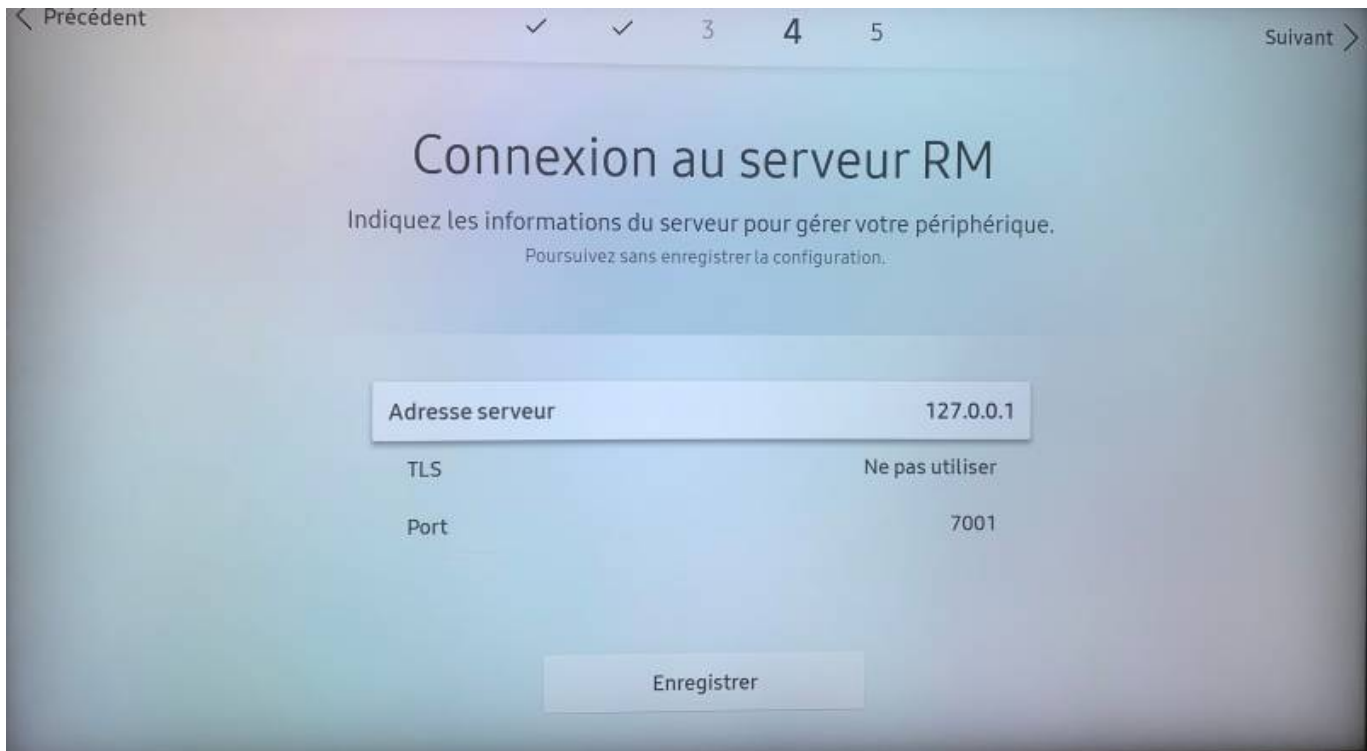 Précédent
3 4 5
Suivant
Connexion au serveur RM
Indiquez les informations du serveur pour gérer votre périphérique.
Poursuivez sans enregistrer la configuration.
Adresse serveur 127.0.0.1
TLS Ne pas utiliser
Port 7001
Enregistrer